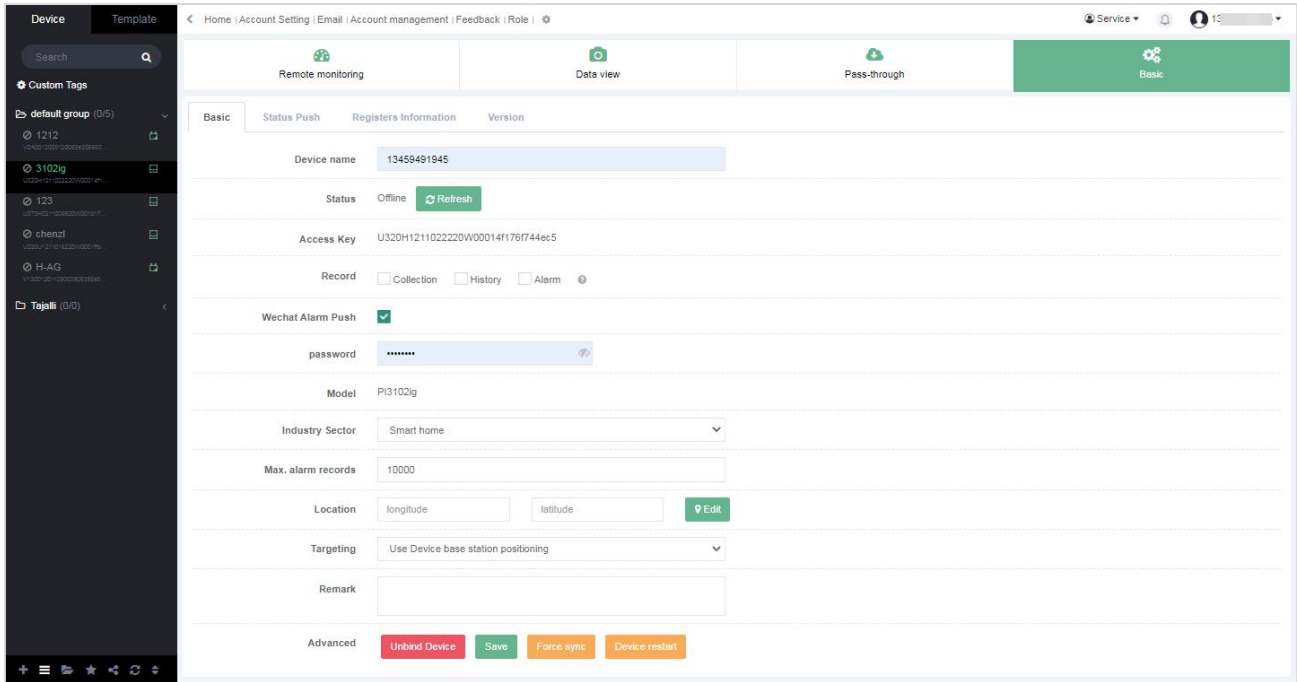 Device Template
Home | Account Setting | Email | Account management | Feedback | Role |
Service
13
Search
Custom Tags
default group (0/5)
1212
3102ig
123
chenzl
H-AG
Tajalli (0/0)
Remote monitoring
Data view
Pass-through
Basic
Basic Status Push Registers Information Version
Device name 13459491945
Status Offline Refresh
Access Key U320H1211022220W00014f176f744ec5
Record Collection History Alarm
Wechat Alarm Push
password ••••••••
Model PI3102ig
Industry Sector Smart home
Max. alarm records 10000
Location longitude latitude Edit
Targeting Use Device base station positioning
Remark
Advanced Unbind Device Save Force sync Device restart